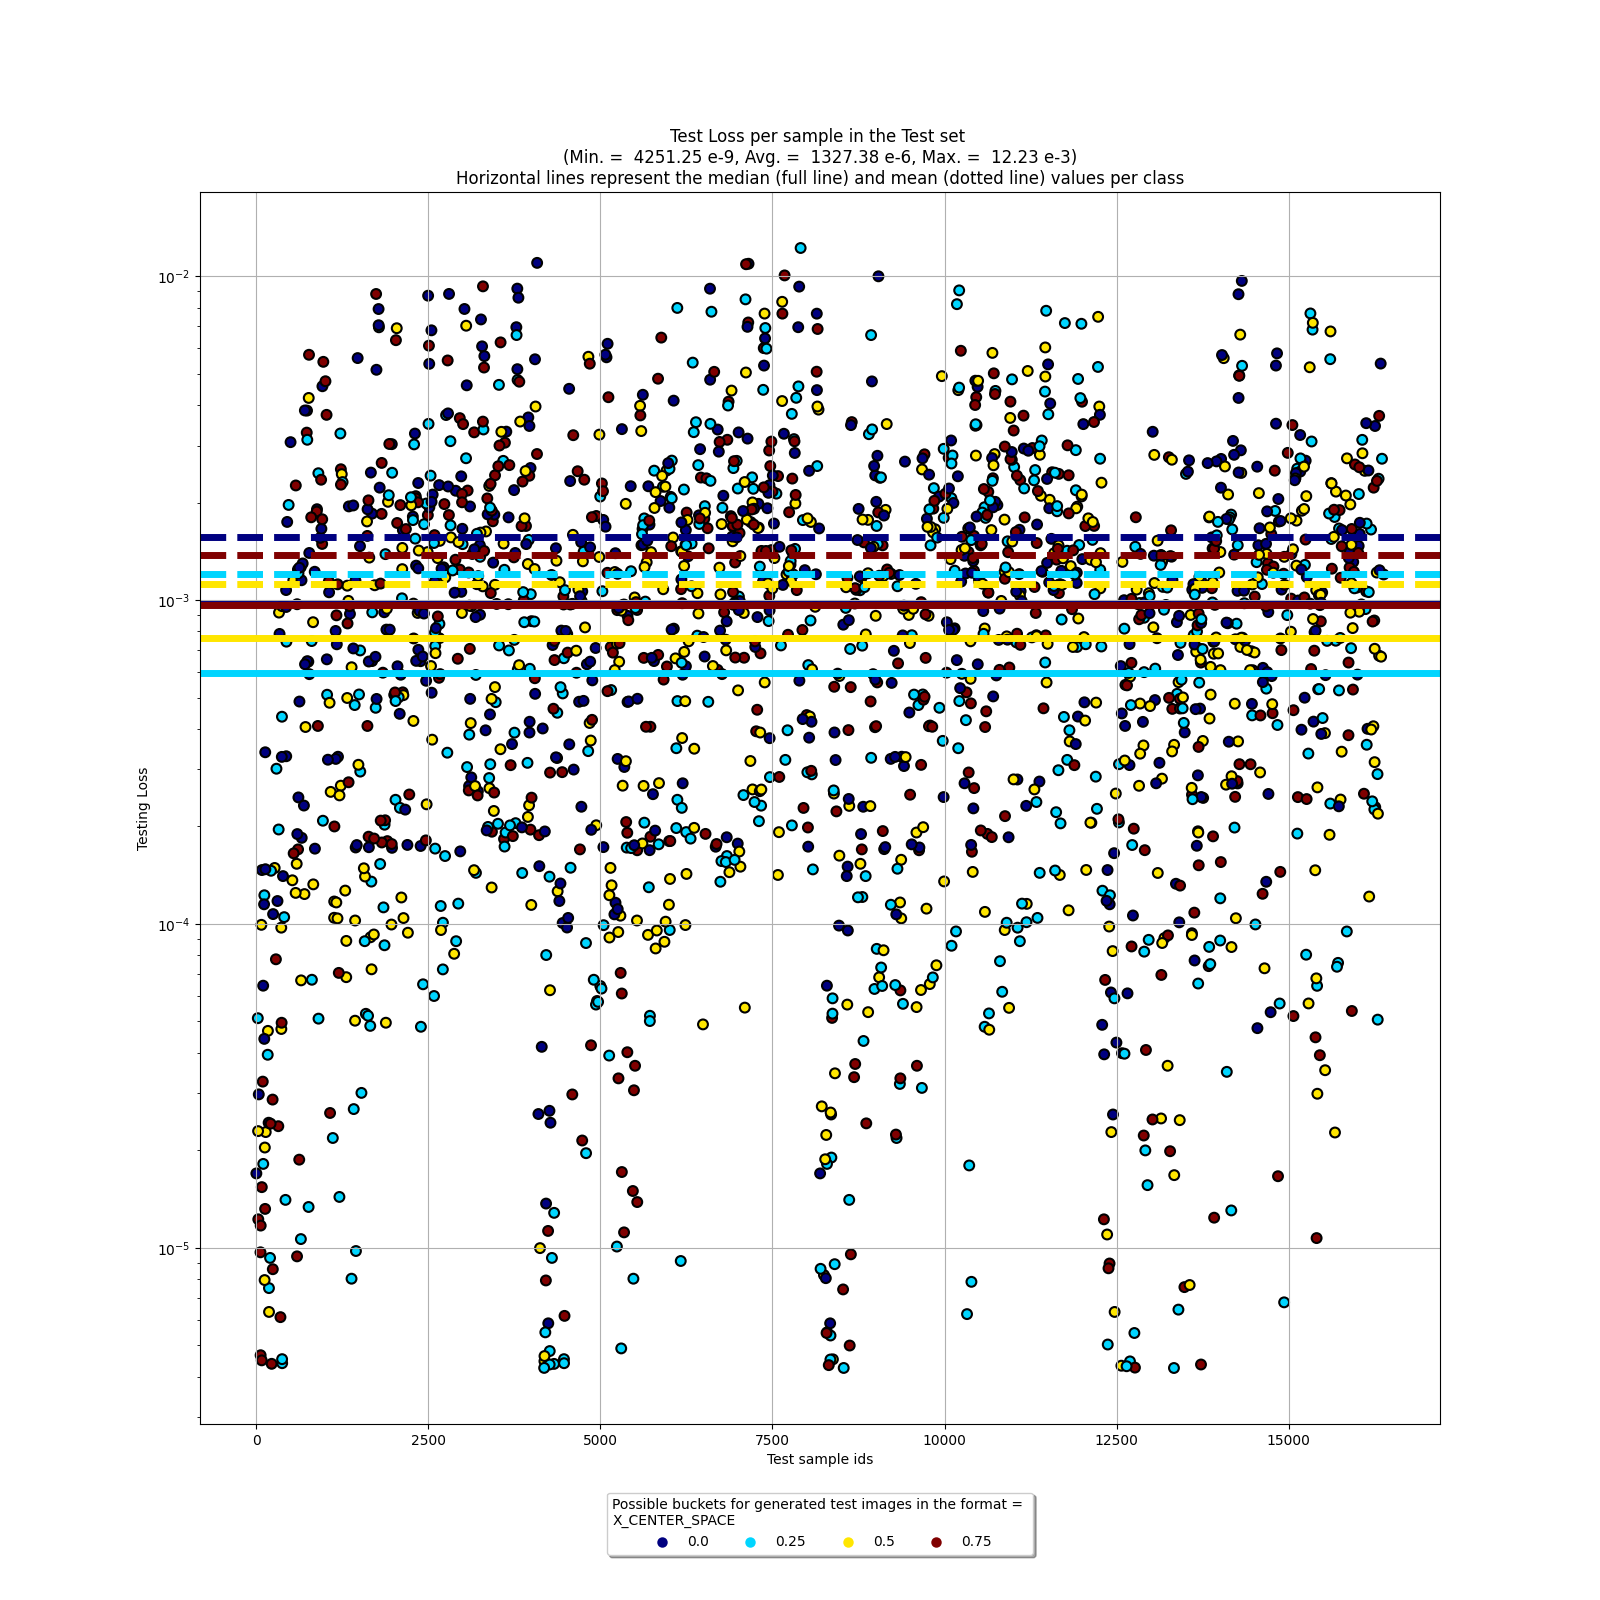 Test Loss per sample in the Test set
(Min. =  4251.25 e-9, Avg. =  1327.38 e-6, Max. =  12.23 e-3)
Horizontal lines represent the median (full line) and mean (dotted line) values per class
10⁻²
10⁻³
10⁻⁴
10⁻⁵
Testing Loss
0 2500 5000 7500 10000 12500 15000
Test sample ids
Possible buckets for generated test images in the format =
X_CENTER_SPACE
0.0 0.25 0.5 0.75